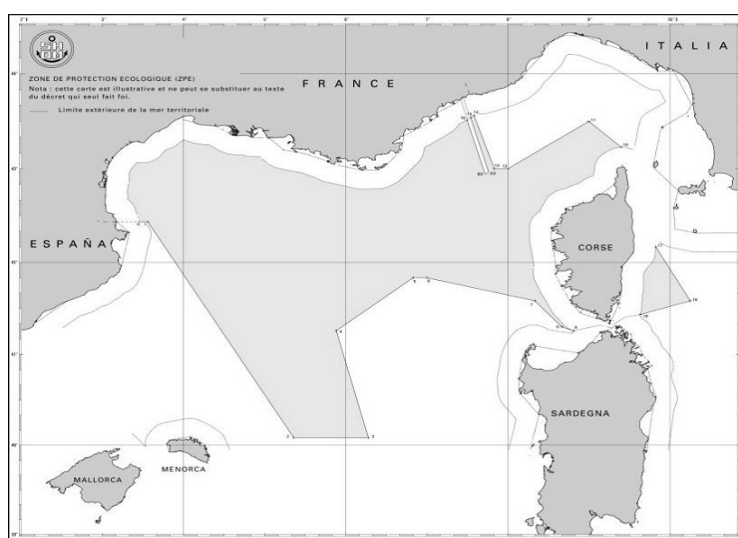 SHOM
ITALIA
FRANCE
ZONE DE PROTECTION ECOLOGIQUE (ZPE)
Nota : cette carte est illustrative et ne peut se substituer au texte
du décret qui seul fait foi.
Limite extérieure de la mer territoriale
ESPAÑA
CORSE
SARDEGNA
MENORCA
MALLORCA